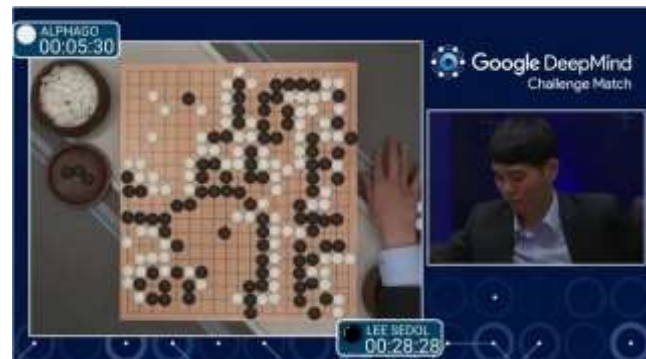 ALPHAGO
00:05:30
Google DeepMind
Challenge Match
LEE SEDOL
00:28:28